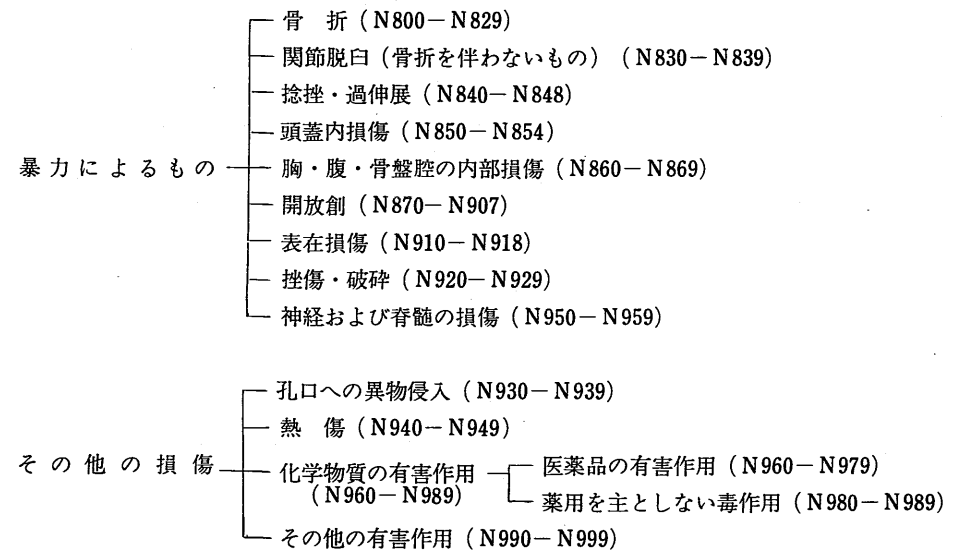 骨 折 (N800－N829)
関節脱臼 (骨折を伴わないもの) (N830－N839)
捻挫・過伸展 (N840－N848)
頭蓋内損傷 (N850－N854)
暴力によるもの
胸・腹・骨盤腔の内部損傷 (N860－N869)
開放創 (N870－N907)
表在損傷 (N910－N918)
挫傷・破砕 (N920－N929)
神経および脊髄の損傷 (N950－N959)
孔口への異物侵入 (N930－N939)
熱 傷 (N940－N949)
その他の損傷
化学物質の有害作用
(N960－N989)
医薬品の有害作用 (N960－N979)
薬用を主としない毒作用 (N980－N989)
その他の有害作用 (N990－N999)